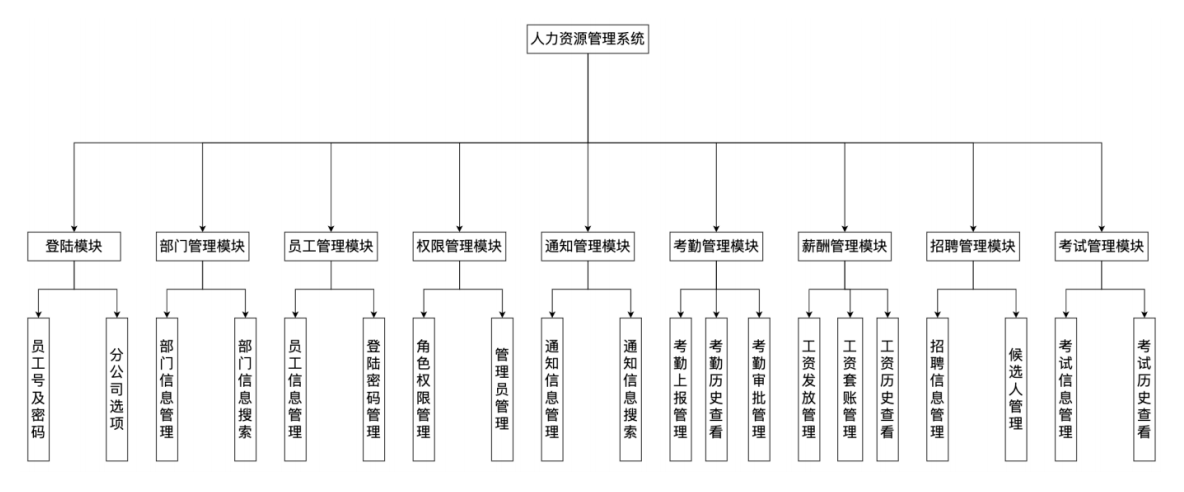 人力资源管理系统
登陆模块
部门管理模块
员工管理模块
权限管理模块
通知管理模块
考勤管理模块
薪酬管理模块
招聘管理模块
考试管理模块
员工号及密码
分公司选项
部门信息管理
部门信息搜索
员工信息管理
登陆密码管理
角色权限管理
管理员管理
通知信息管理
通知信息搜索
考勤上报管理
考勤历史查看
考勤审批管理
工资发放管理
工资套账管理
工资历史查看
招聘信息管理
候选人管理
考试信息管理
考试历史查看